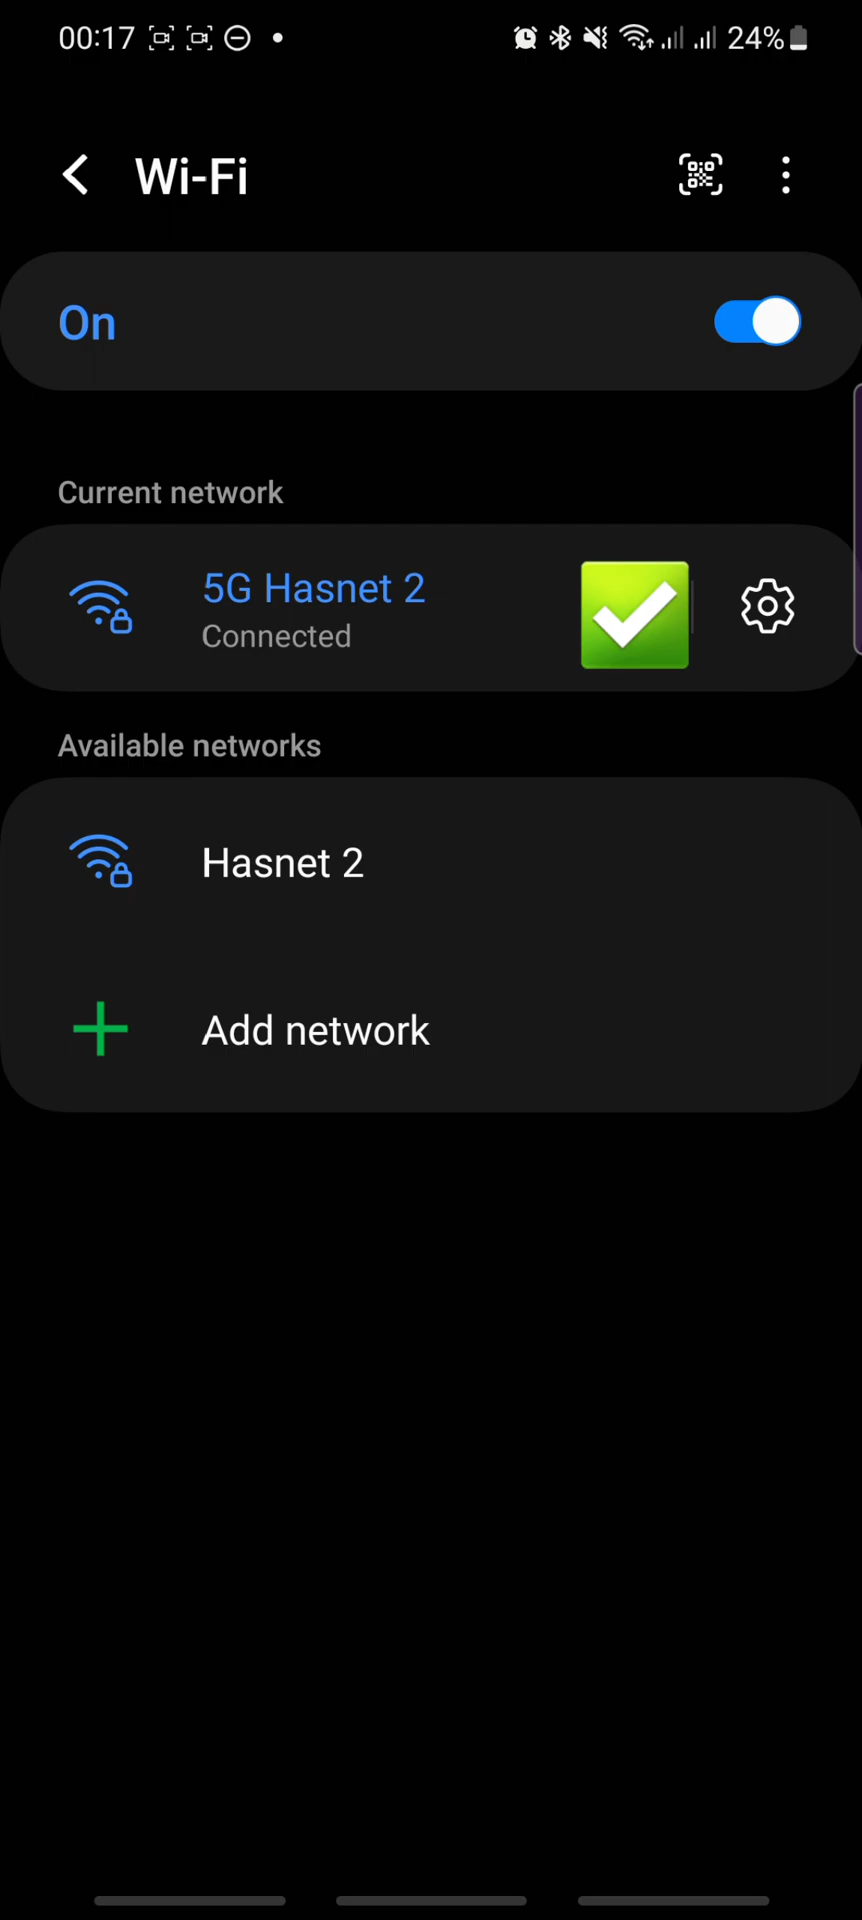 00:17 24%
Wi-Fi
On
Current network
5G Hasnet 2
Connected
Available networks
Hasnet 2
Add network